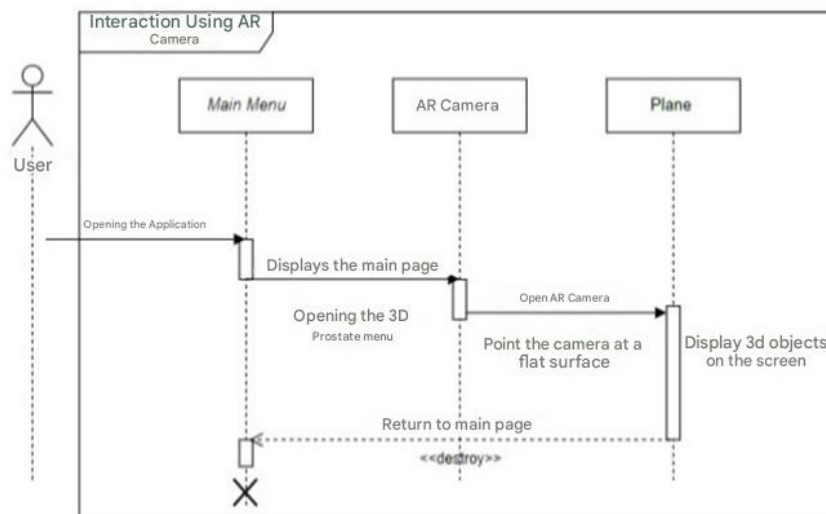 Interaction Using AR
Camera
Main Menu
AR Camera
Plane
User
Opening the Application
Displays the main page
Open AR Camera
Opening the 3D
Prostate menu
Point the camera at a
flat surface
Display 3d objects
on the screen
Return to main page
<<destroy>>